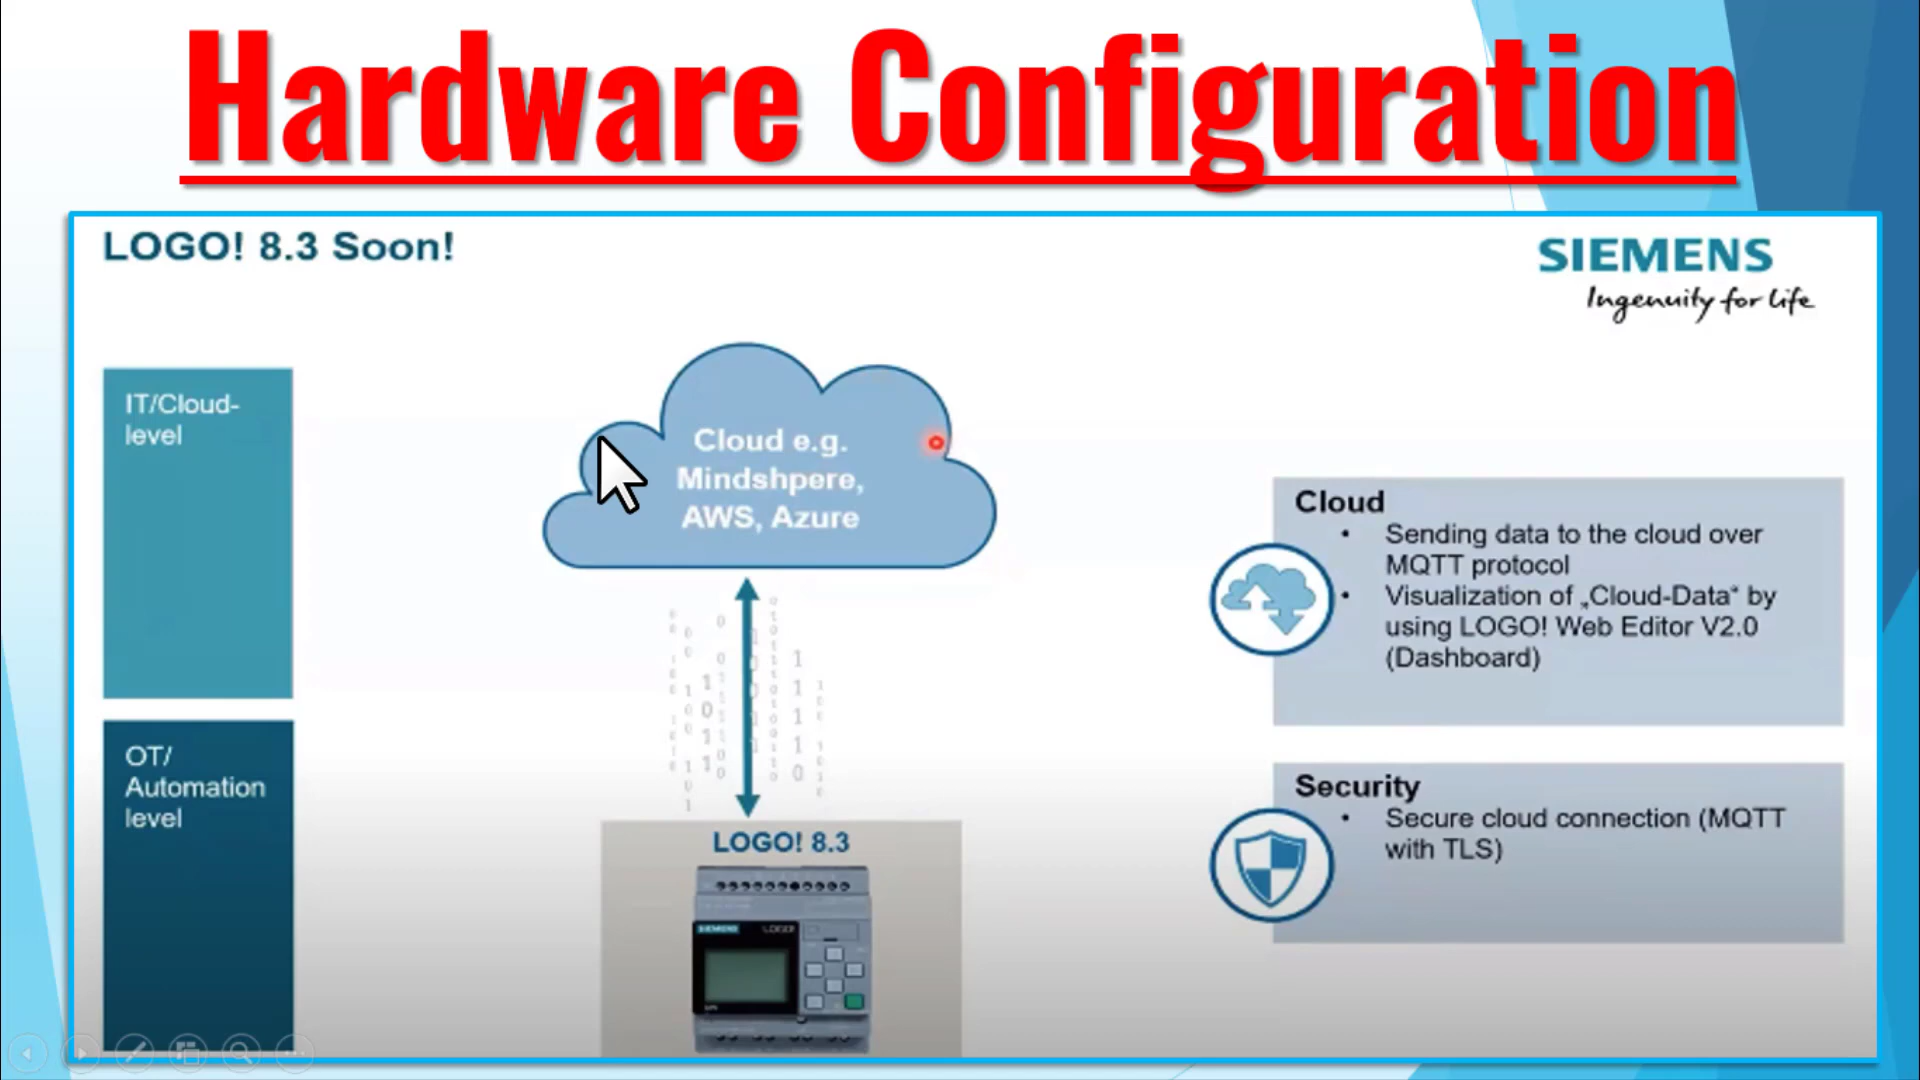 Hardware Configuration
LOGO! 8.3 Soon!
SIEMENS
Ingenuity for life
IT/Cloud-
level
Cloud e.g.
Mindshpere,
AWS, Azure
Cloud
• Sending data to the cloud over
MQTT protocol
• Visualization of „Cloud-Data“ by
using LOGO! Web Editor V2.0
(Dashboard)
OT/
Automation
level
Security
• Secure cloud connection (MQTT
with TLS)
LOGO! 8.3
SIEMENS
LOGO!